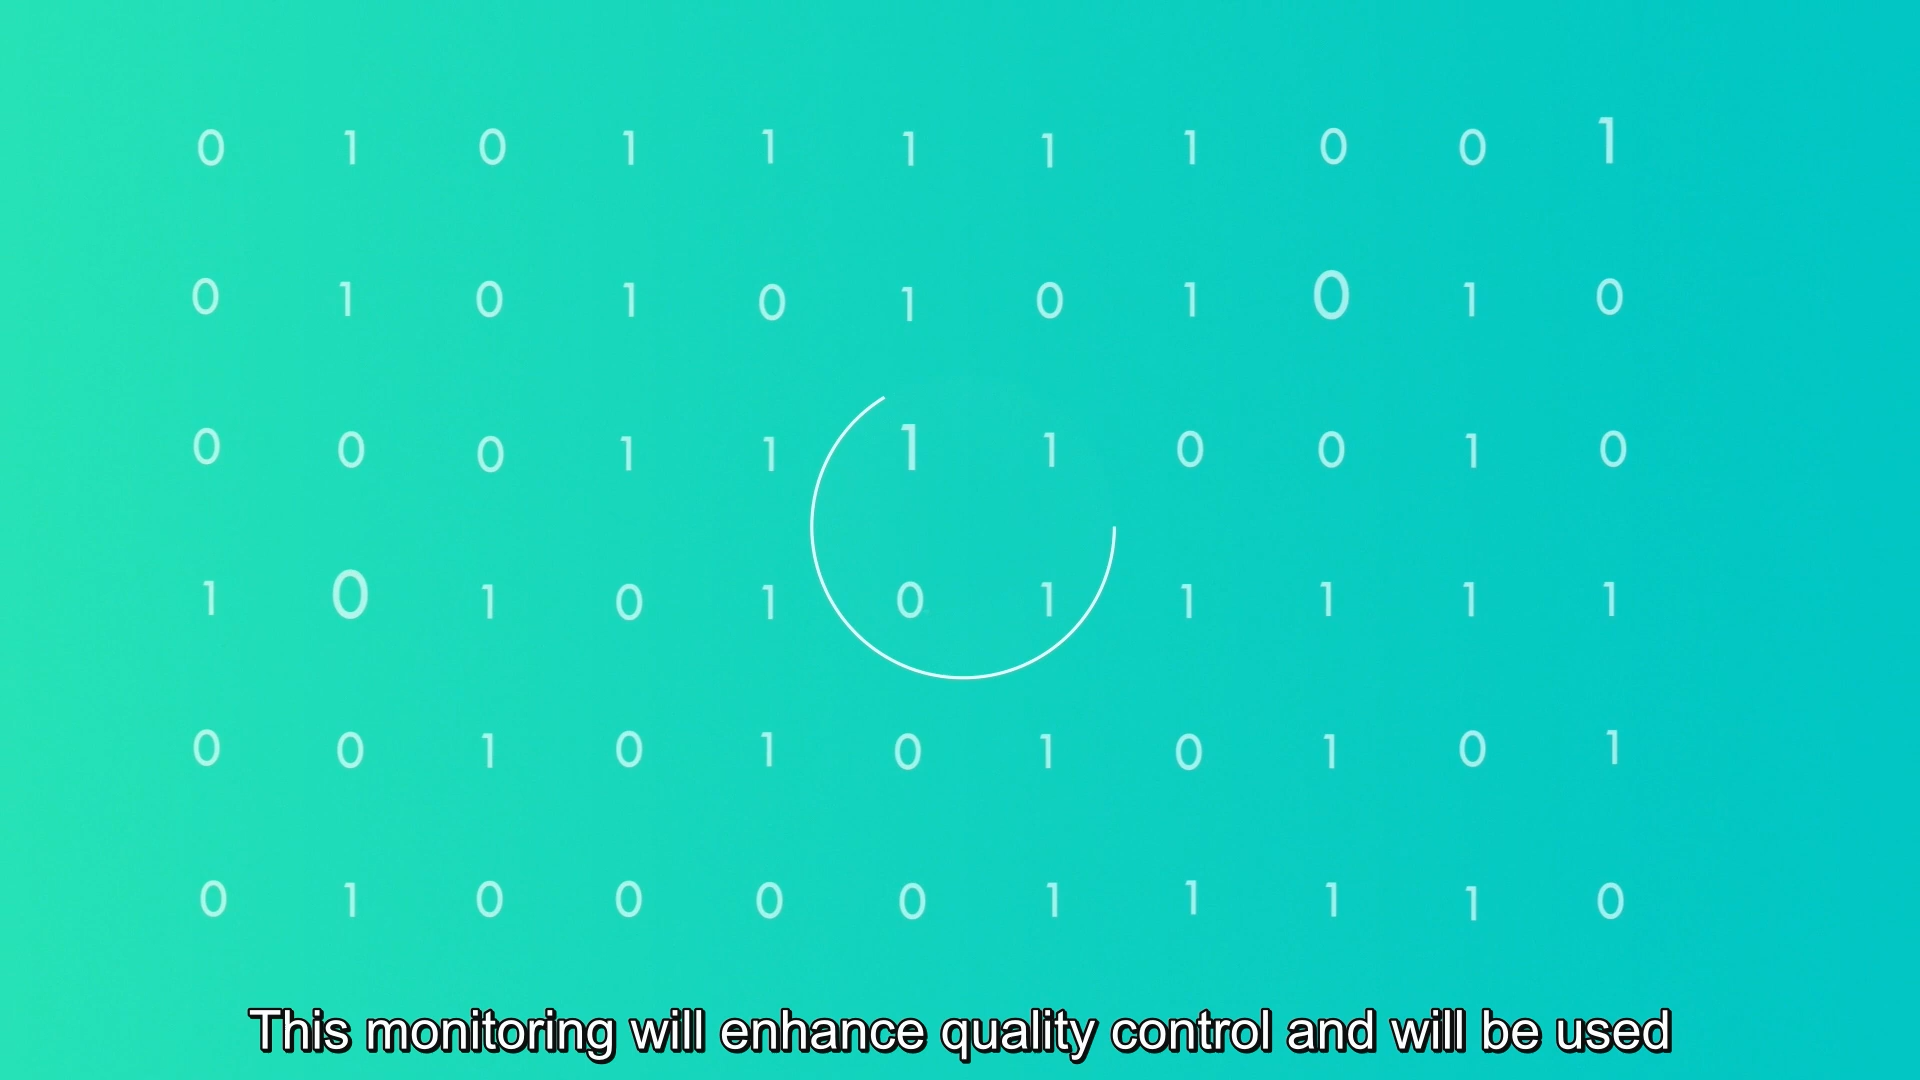 0 1 0 1 1 1 1 1 0 0 1
0 1 0 1 0 1 0 1 0 1 0
0 0 0 1 1 1 1 0 0 1 0
1 0 1 0 1 0 1 1 1 1 1
0 0 1 0 1 0 1 0 1 0 1
0 1 0 0 0 0 1 1 1 1 0
This monitoring will enhance quality control and will be used